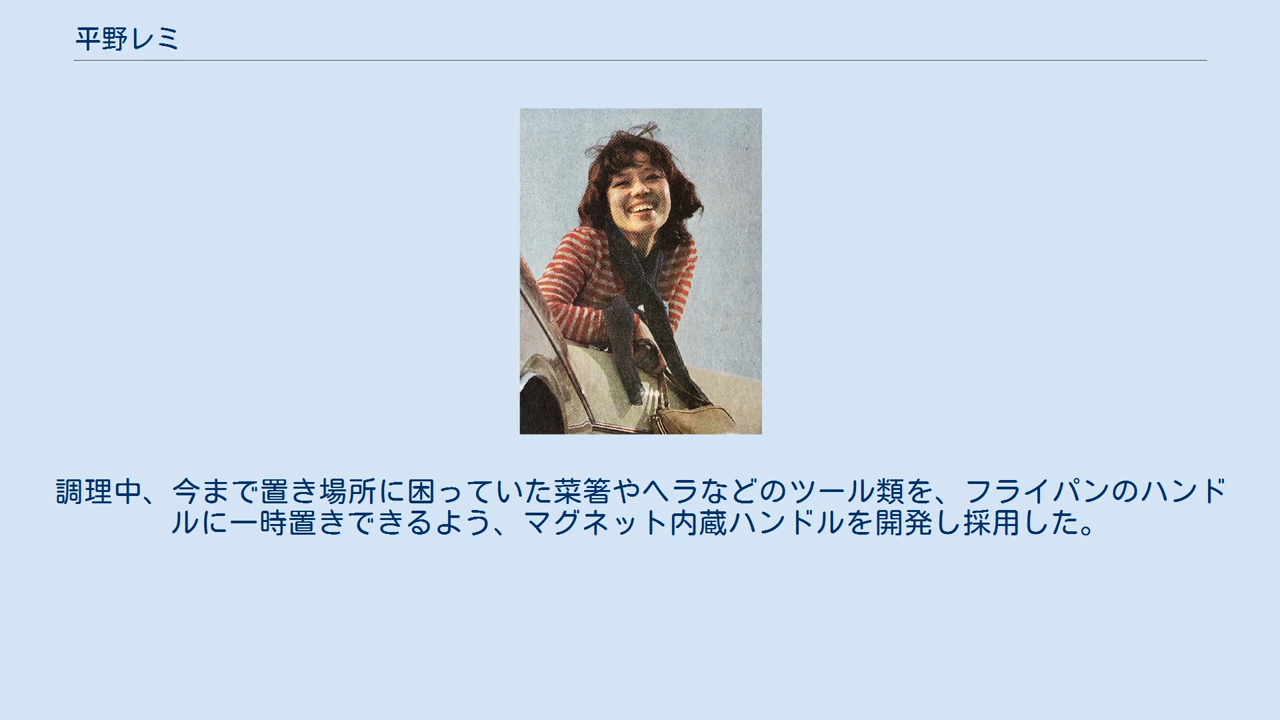 平野レミ
調理中、今まで置き場所に困っていた菜箸やヘラなどのツール類を、フライパンのハンド
ルに一時置きできるよう、マグネット内蔵ハンドルを開発し採用した。